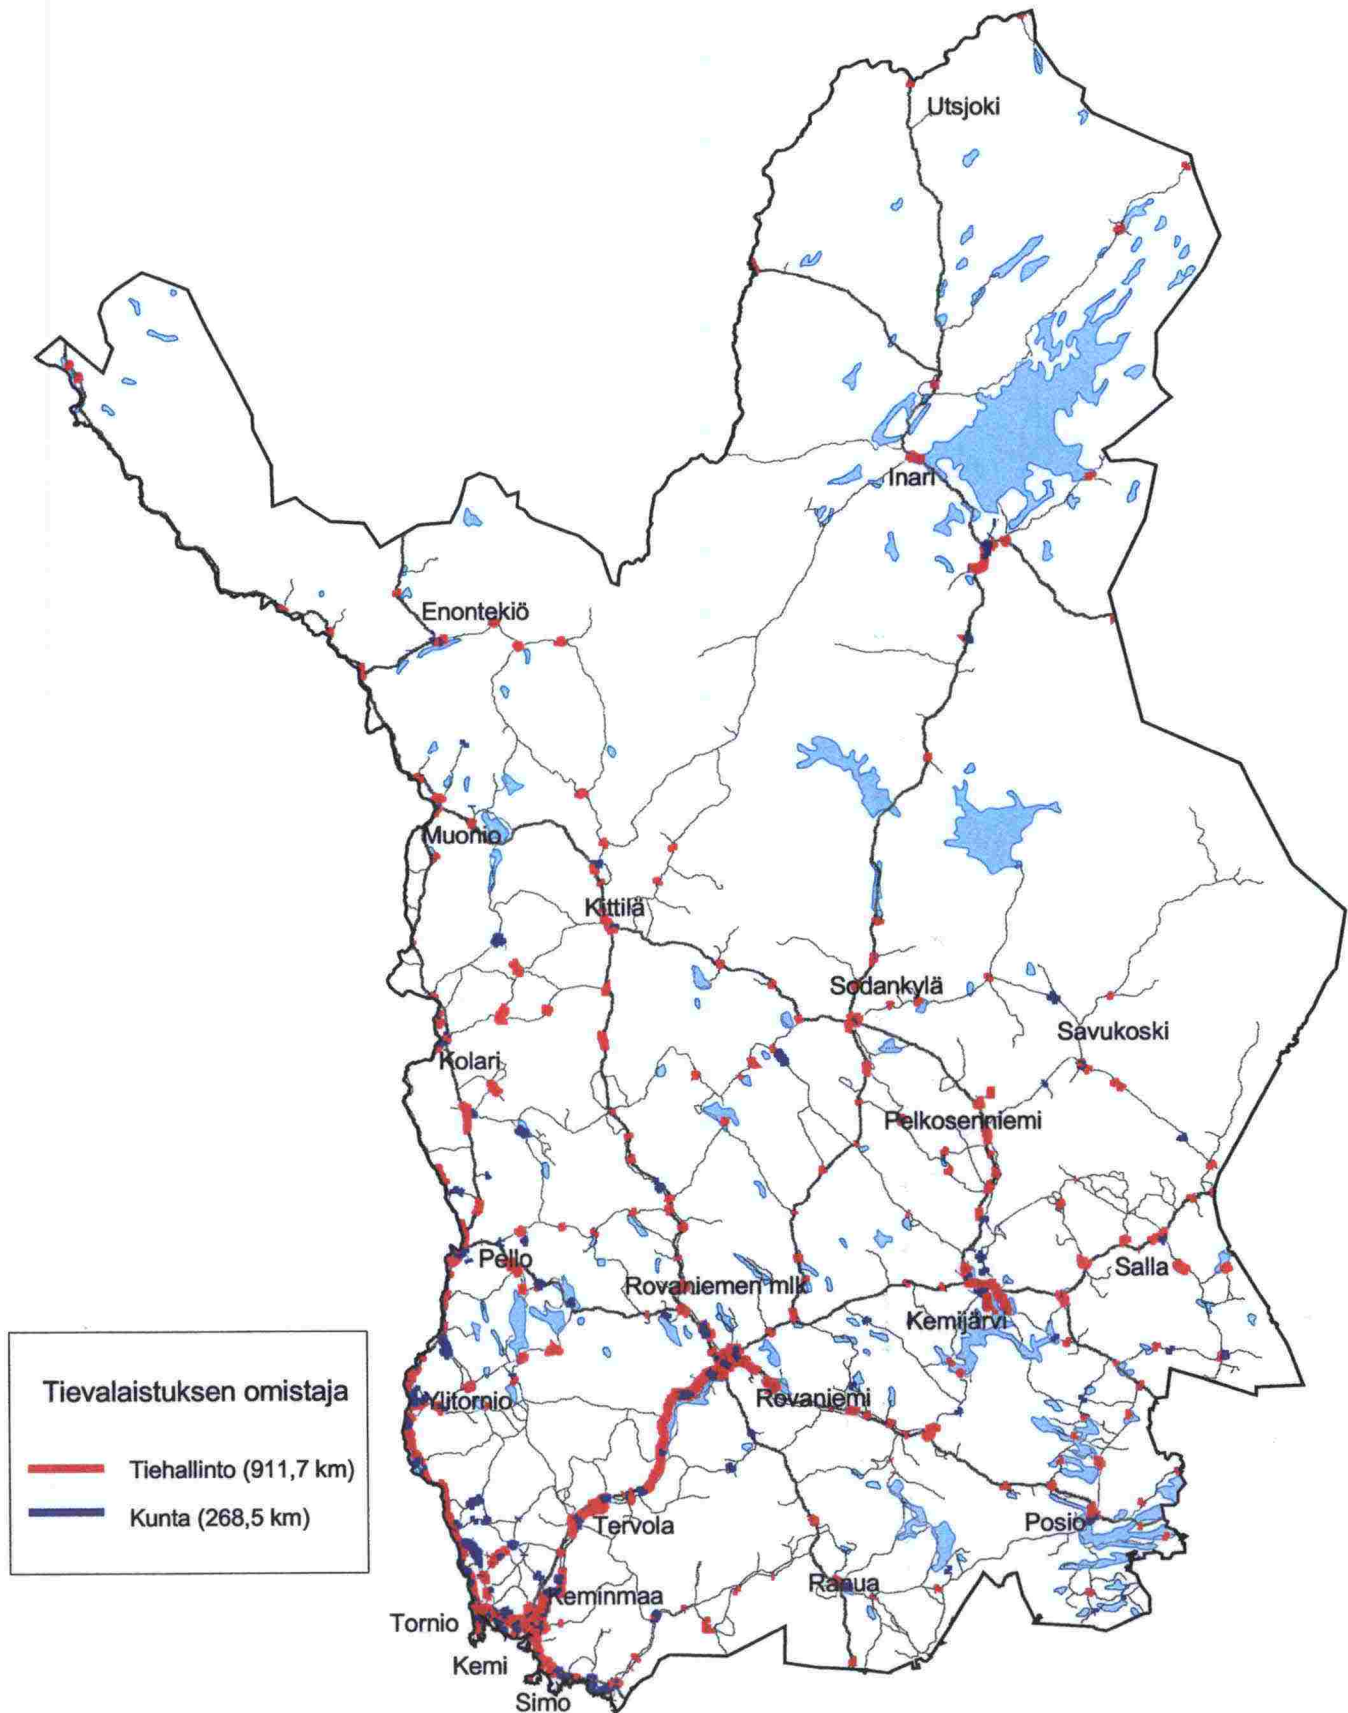 Utsjoki
Inari
Enontekiö
Muonio
Kittilä
Sodankylä
Savukoski
Kolari
Pelkosenniemi
Pello
Salla
Rovaniemen mlk
Kemijärvi
Tievalaistuksen omistaja
Ylitornio
Rovaniemi
Tiehallinto (911,7 km)
Kunta (268,5 km)
Tervola
Posio
Ranua
Keminmaa
Tornio
Kemi
Simo